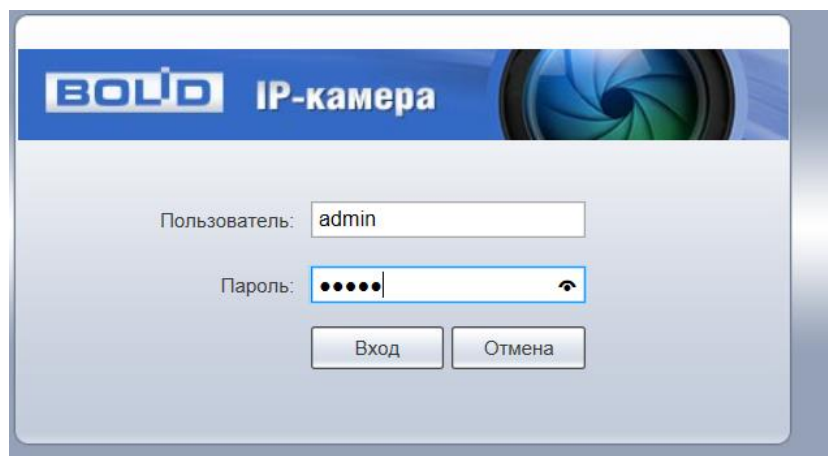 BOLID IP-камера
Пользователь: admin
Пароль: •••••
Вход Отмена